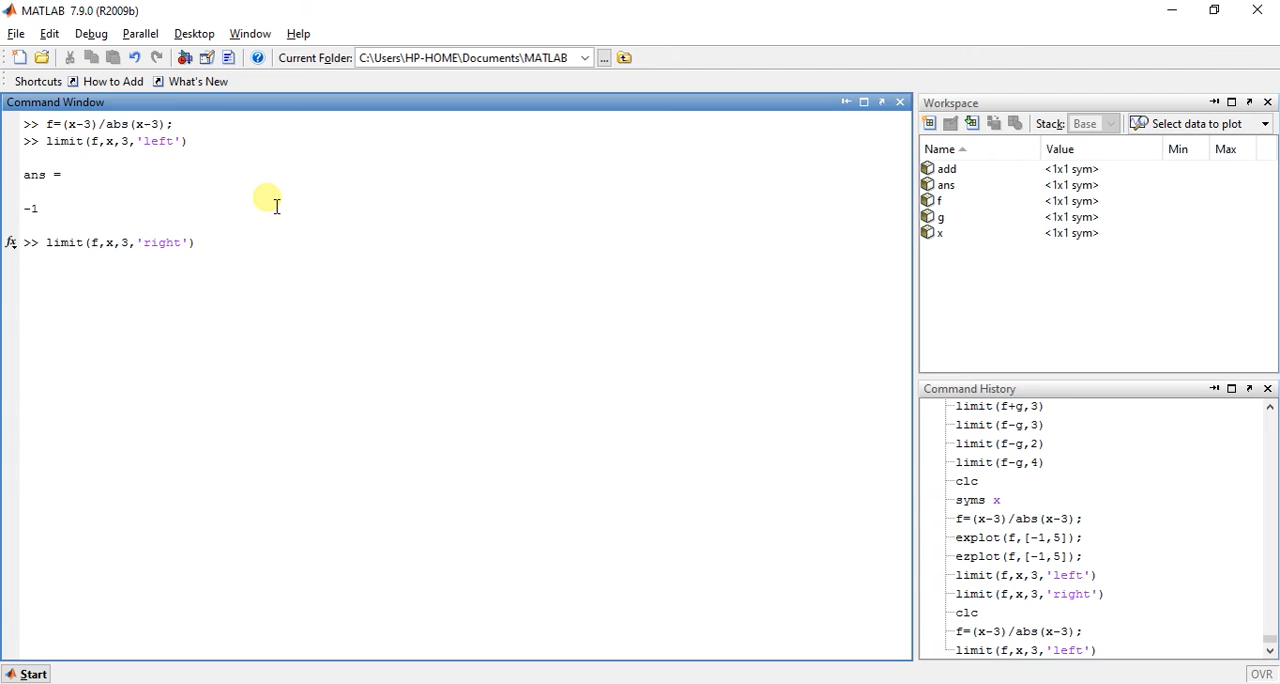 MATLAB 7.9.0 (R2009b)
File Edit Debug Parallel Desktop Window Help
Current Folder: C:\Users\HP-HOME\Documents\MATLAB ...
Shortcuts How to Add What's New
Command Window
>> f=(x-3)/abs(x-3);
>> limit(f,x,3,'left')
ans =
-1
fx >> limit(f,x,3,'right')
Workspace
Stack: Base Select data to plot
Name Value Min Max
add <1x1 sym>
ans <1x1 sym>
f <1x1 sym>
g <1x1 sym>
x <1x1 sym>
Command History
limit(f+g,3)
limit(f-g,3)
limit(f-g,2)
limit(f-g,4)
clc
syms x
f=(x-3)/abs(x-3);
explot(f,[-1,5]);
ezplot(f,[-1,5]);
limit(f,x,3,'left')
limit(f,x,3,'right')
clc
f=(x-3)/abs(x-3);
limit(f,x,3,'left')
Start
OVR